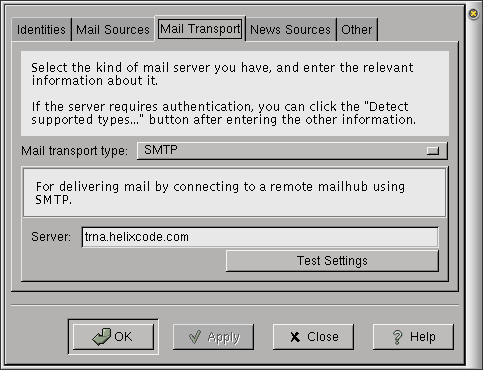 Identities Mail Sources Mail Transport News Sources Other
Select the kind of mail server you have, and enter the relevant
information about it.
If the server requires authentication, you can click the "Detect
supported types..." button after entering the other information.
Mail transport type: SMTP
For delivering mail by connecting to a remote mailhub using
SMTP.
Server: trna.helixcode.com
Test Settings
OK Apply Close Help